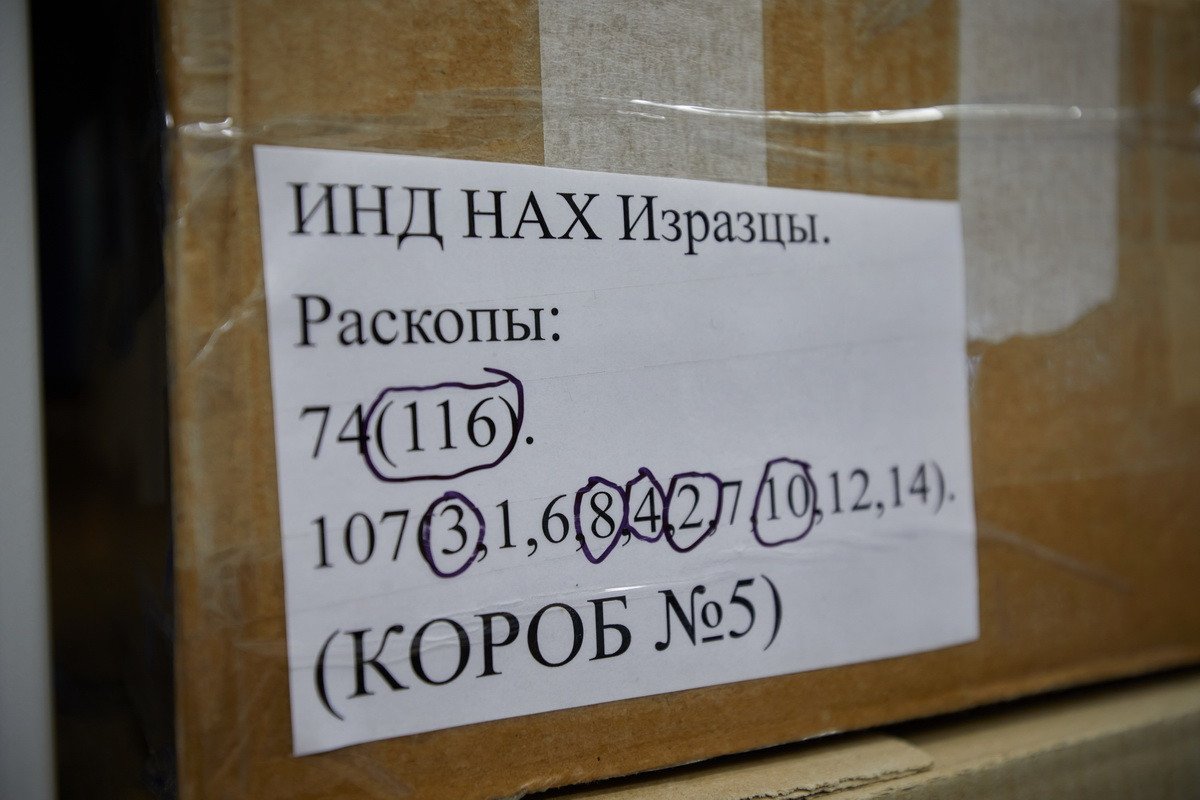 ИНД НАХ Изразцы.
Раскопы:
74(116).
107(3,1,6,8,4,2,7,10,12,14).
(КОРОБ №5)